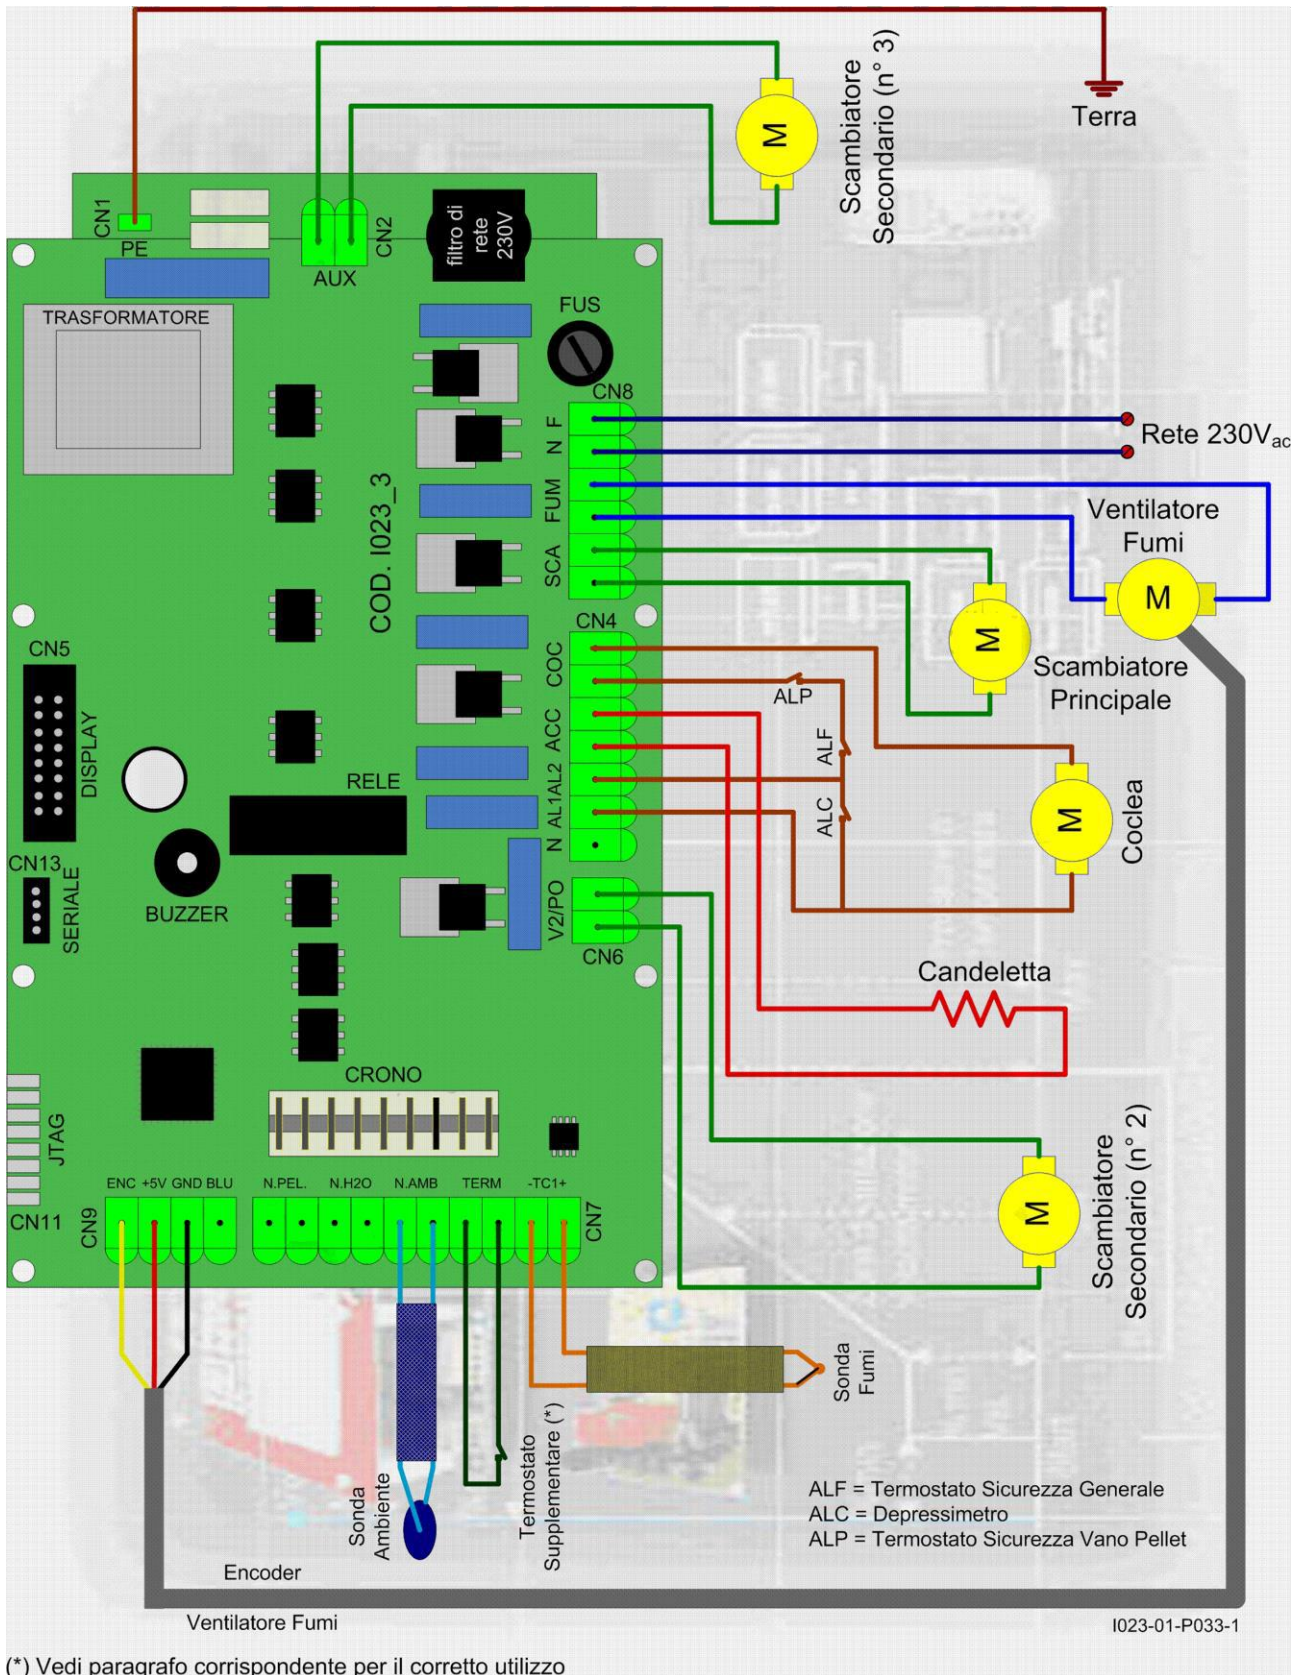 Scambiatore
Secondario (n° 3)
Terra
CN1
PE
CN2
AUX
filtro di
rete
230V
TRASFORMATORE
FUS
CN8
F
N
FUM
SCA
Rete 230Vac
Ventilatore
Fumi
M
M
M
COD. I023_3
CN4
COC
ACC
AL1AL2
N
ALP
ALF
ALC
Scambiatore
Principale
M
Coclea
CN5
DISPLAY
RELE
CN13
SERIALE
BUZZER
V2/PO
CN6
Candeletta
CRONO
JTAG
CN11
CN9
ENC +5V GND BLU
N.PEL. N.H2O N.AMB TERM -TC1+
CN7
M
Scambiatore
Secondario (n° 2)
Sonda
Fumi
Sonda
Ambiente
Termostato
Supplementare (*)
ALF = Termostato Sicurezza Generale
ALC = Depressimetro
ALP = Termostato Sicurezza Vano Pellet
Encoder
Ventilatore Fumi
I023-01-P033-1
(*) Vedi paragrafo corrispondente per il corretto utilizzo